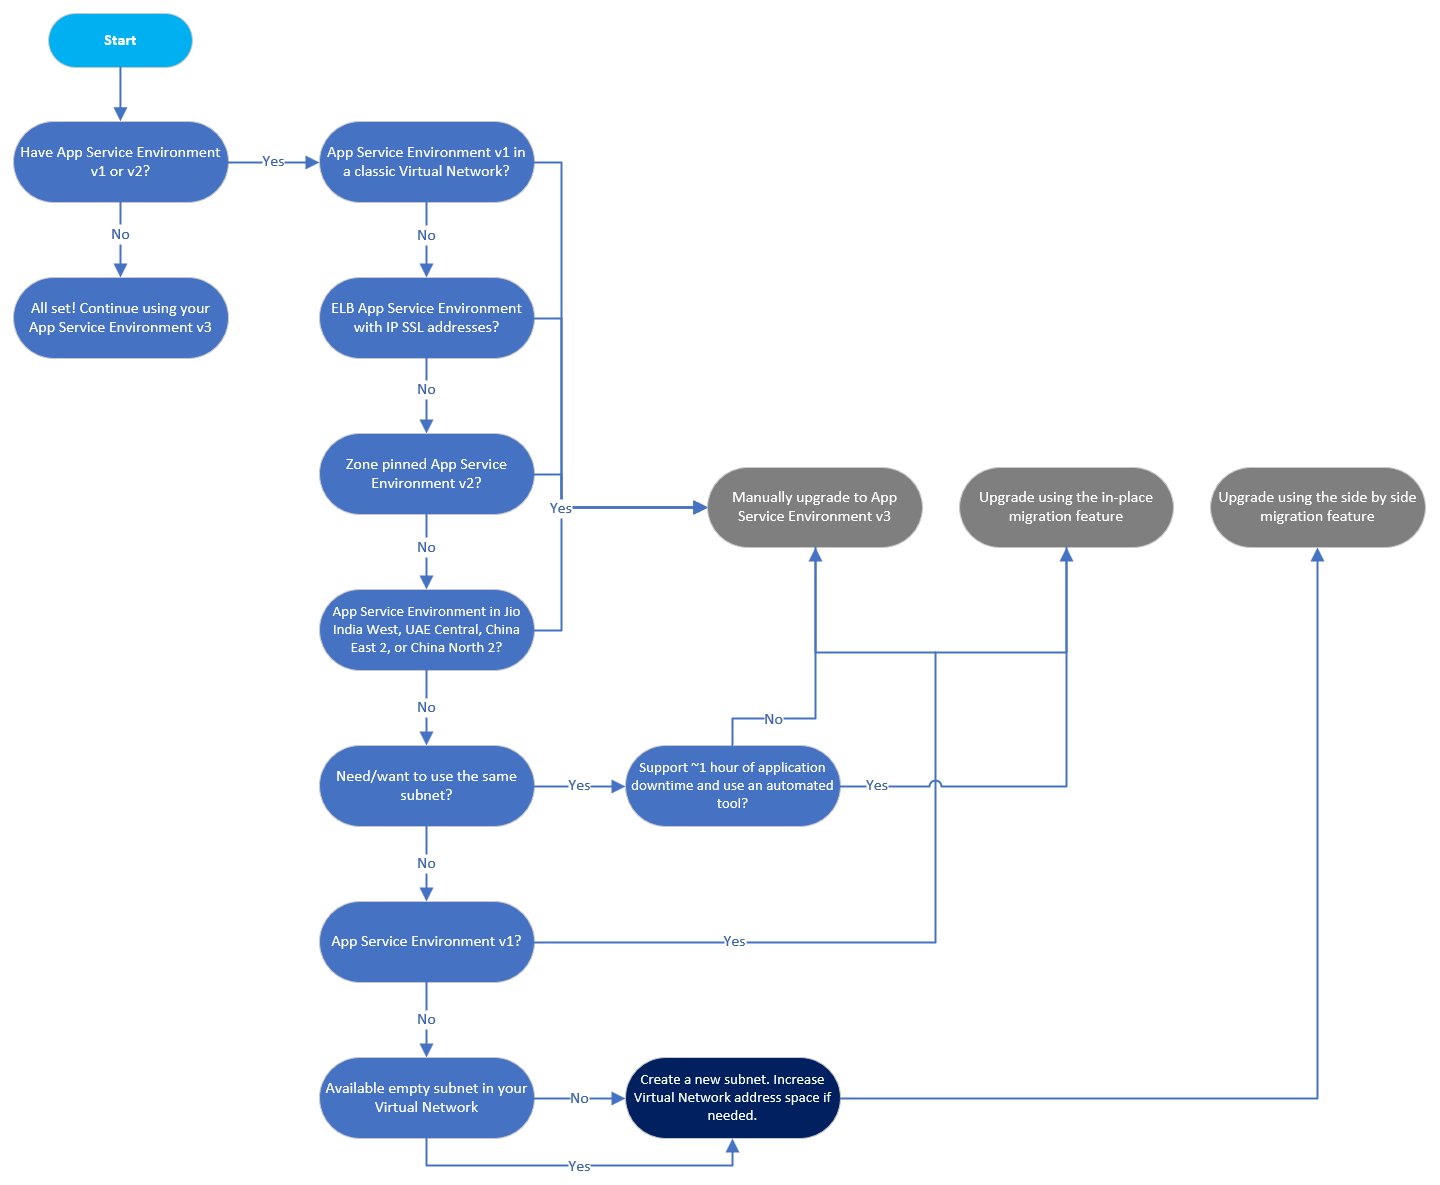 Start
Have App Service Environment
v1 or v2?
Yes
App Service Environment v1 in
a classic Virtual Network?
No
No
All set! Continue using your
App Service Environment v3
ELB App Service Environment
with IP SSL addresses?
No
Zone pinned App Service
Environment v2?
Yes
Manually upgrade to App
Service Environment v3
Upgrade using the in-place
migration feature
Upgrade using the side by side
migration feature
No
App Service Environment in Jio
India West, UAE Central, China
East 2, or China North 2?
No
No
Need/want to use the same
subnet?
Yes
Support ~1 hour of application
downtime and use an automated
tool?
Yes
No
App Service Environment v1?
Yes
No
Available empty subnet in your
Virtual Network
No
Create a new subnet. Increase
Virtual Network address space if
needed.
Yes